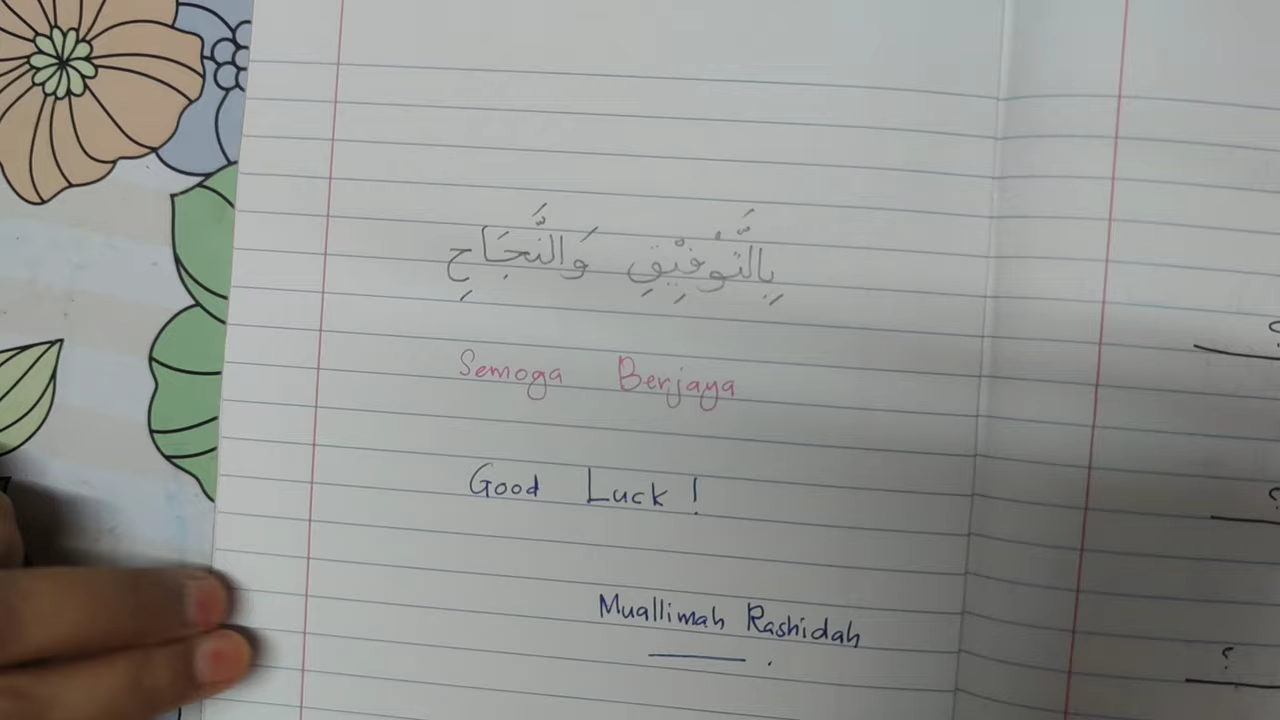 بِالتَّوْفِيْقِ وَالنَّجَاحِ
Semoga Berjaya
Good Luck !
Muallimah Rashidah
؟
؟
؟